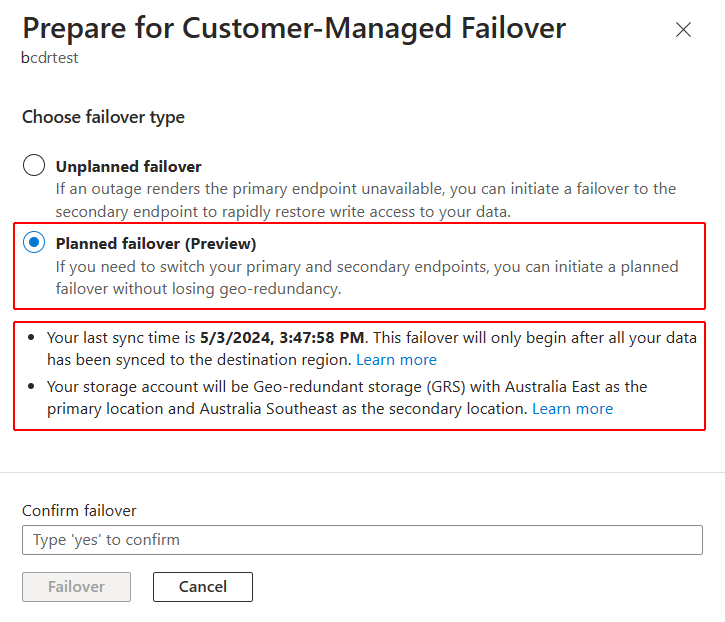 Prepare for Customer-Managed Failover
bcdrtest
Choose failover type
Unplanned failover
If an outage renders the primary endpoint unavailable, you can initiate a failover to the
secondary endpoint to rapidly restore write access to your data.
Planned failover (Preview)
If you need to switch your primary and secondary endpoints, you can initiate a planned
failover without losing geo-redundancy.
• Your last sync time is 5/3/2024, 3:47:58 PM. This failover will only begin after all your data
has been synced to the destination region. Learn more
• Your storage account will be Geo-redundant storage (GRS) with Australia East as the
primary location and Australia Southeast as the secondary location. Learn more
Confirm failover
Type 'yes' to confirm
Failover Cancel